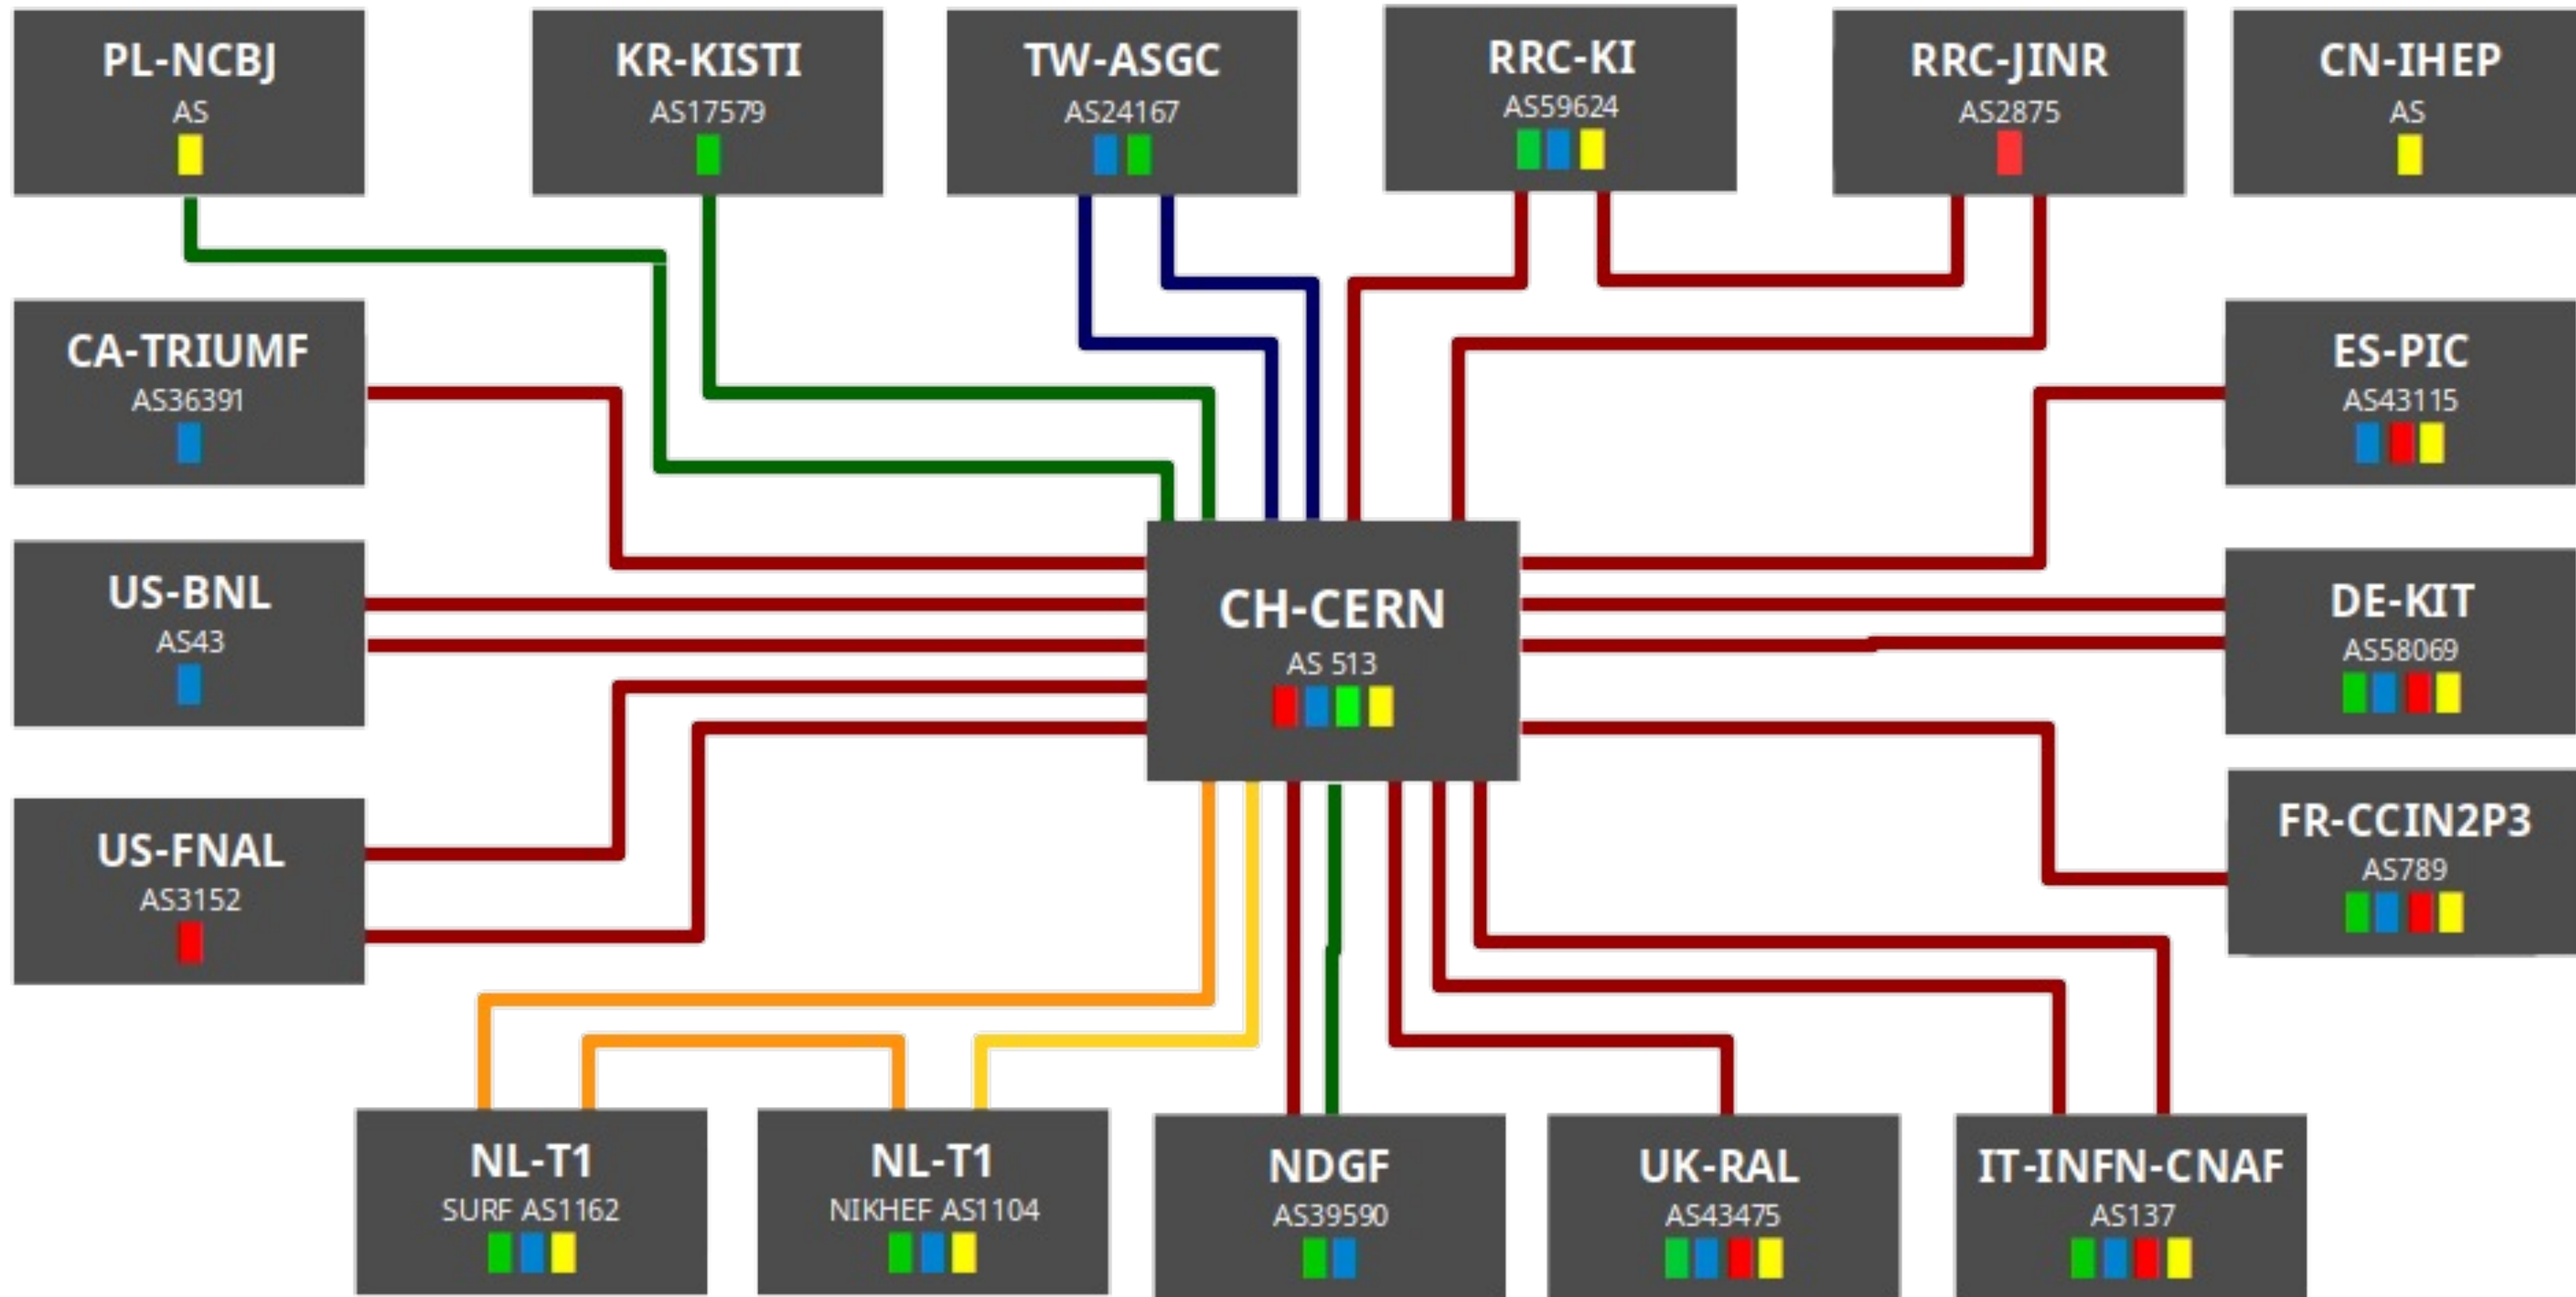 PL-NCBJ
AS
KR-KISTI
AS17579
TW-ASGC
AS24167
RRC-KI
AS59624
RRC-JINR
AS2875
CN-IHEP
AS
CA-TRIUMF
AS36391
ES-PIC
AS43115
US-BNL
AS43
CH-CERN
AS 513
DE-KIT
AS58069
US-FNAL
AS3152
FR-CCIN2P3
AS789
NL-T1
SURF AS1162
NL-T1
NIKHEF AS1104
NDGF
AS39590
UK-RAL
AS43475
IT-INFN-CNAF
AS137